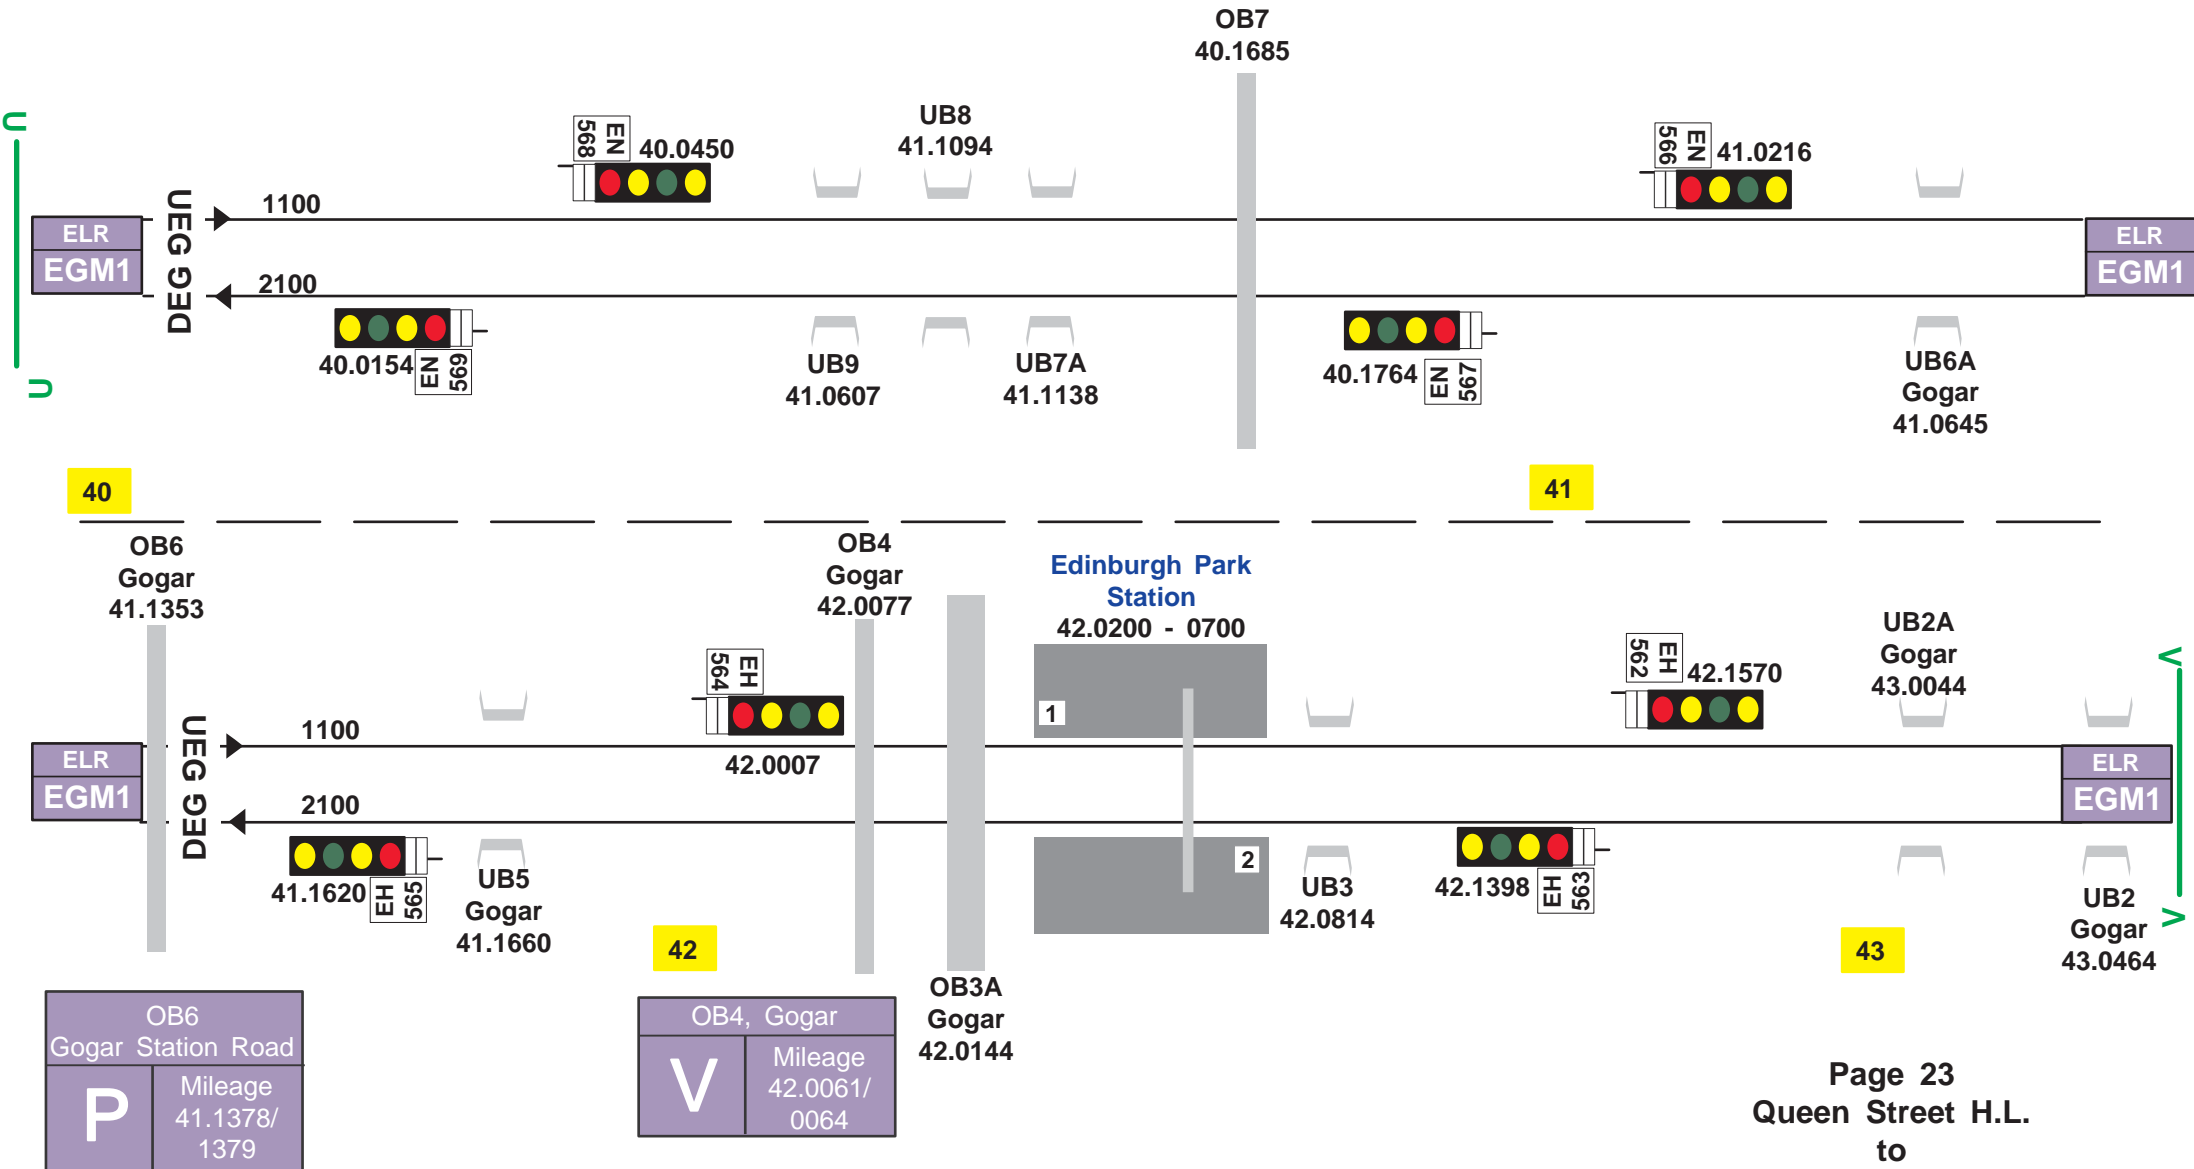 OB7
40.1685
U
EN
568
40.0450
UB8
41.1094
EN
566
41.0216
ELR
EGM1
UEG
DEG
1100
2100
ELR
EGM1
40.0154
EN
569
UB9
41.0607
UB7A
41.1138
40.1764
EN
567
UB6A
Gogar
41.0645
U
40
41
OB6
Gogar
41.1353
OB4
Gogar
42.0077
Edinburgh Park
Station
42.0200 - 0700
EH
564
42.0007
1
EH
562
42.1570
UB2A
Gogar
43.0044
V
ELR
EGM1
UEG
DEG
1100
2100
ELR
EGM1
41.1620
EH
565
UB5
Gogar
41.1660
2
UB3
42.0814
42.1398
EH
563
UB2
Gogar
43.0464
V
42
43
OB3A
Gogar
42.0144
OB6
Gogar Station Road
P
Mileage
41.1378/
1379
OB4, Gogar
V
Mileage
42.0061/
0064
Page 23
Queen Street H.L.
to